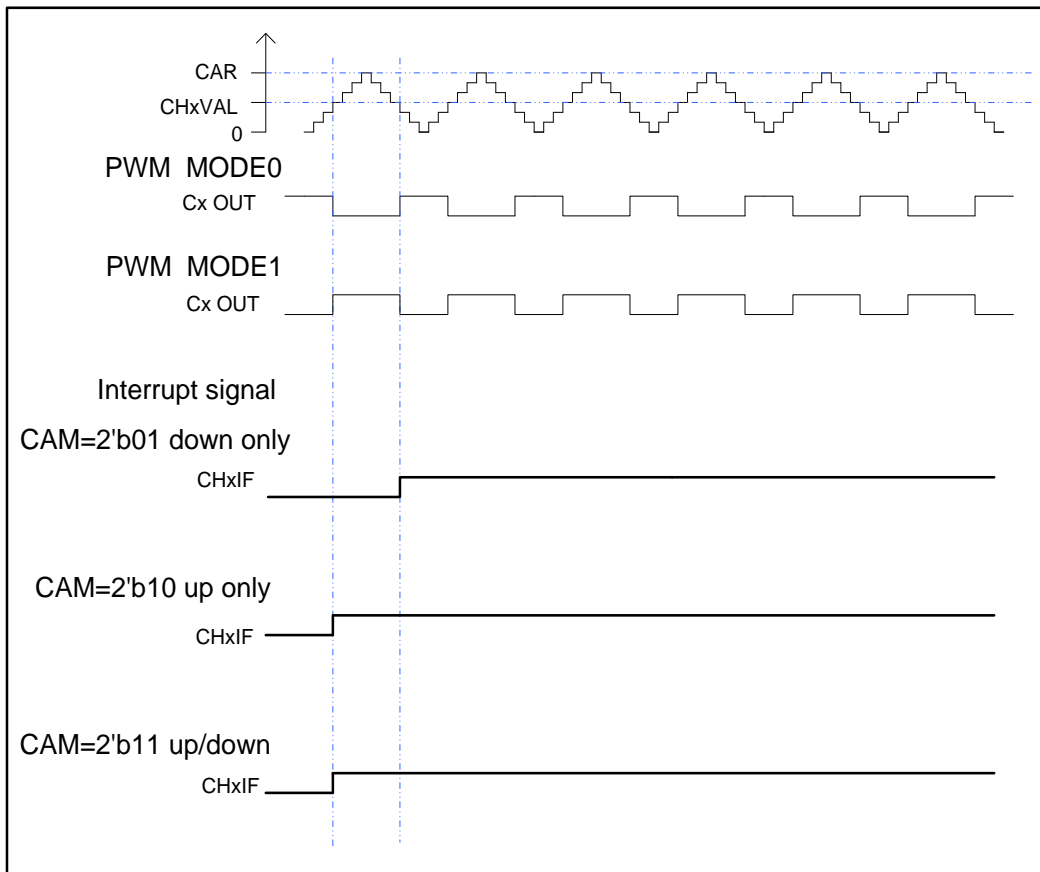 CAR
CHxVAL
0
PWM MODE0
Cx OUT
PWM MODE1
Cx OUT
Interrupt signal
CAM=2'b01 down only
CHxIF
CAM=2'b10 up only
CHxIF
CAM=2'b11 up/down
CHxIF